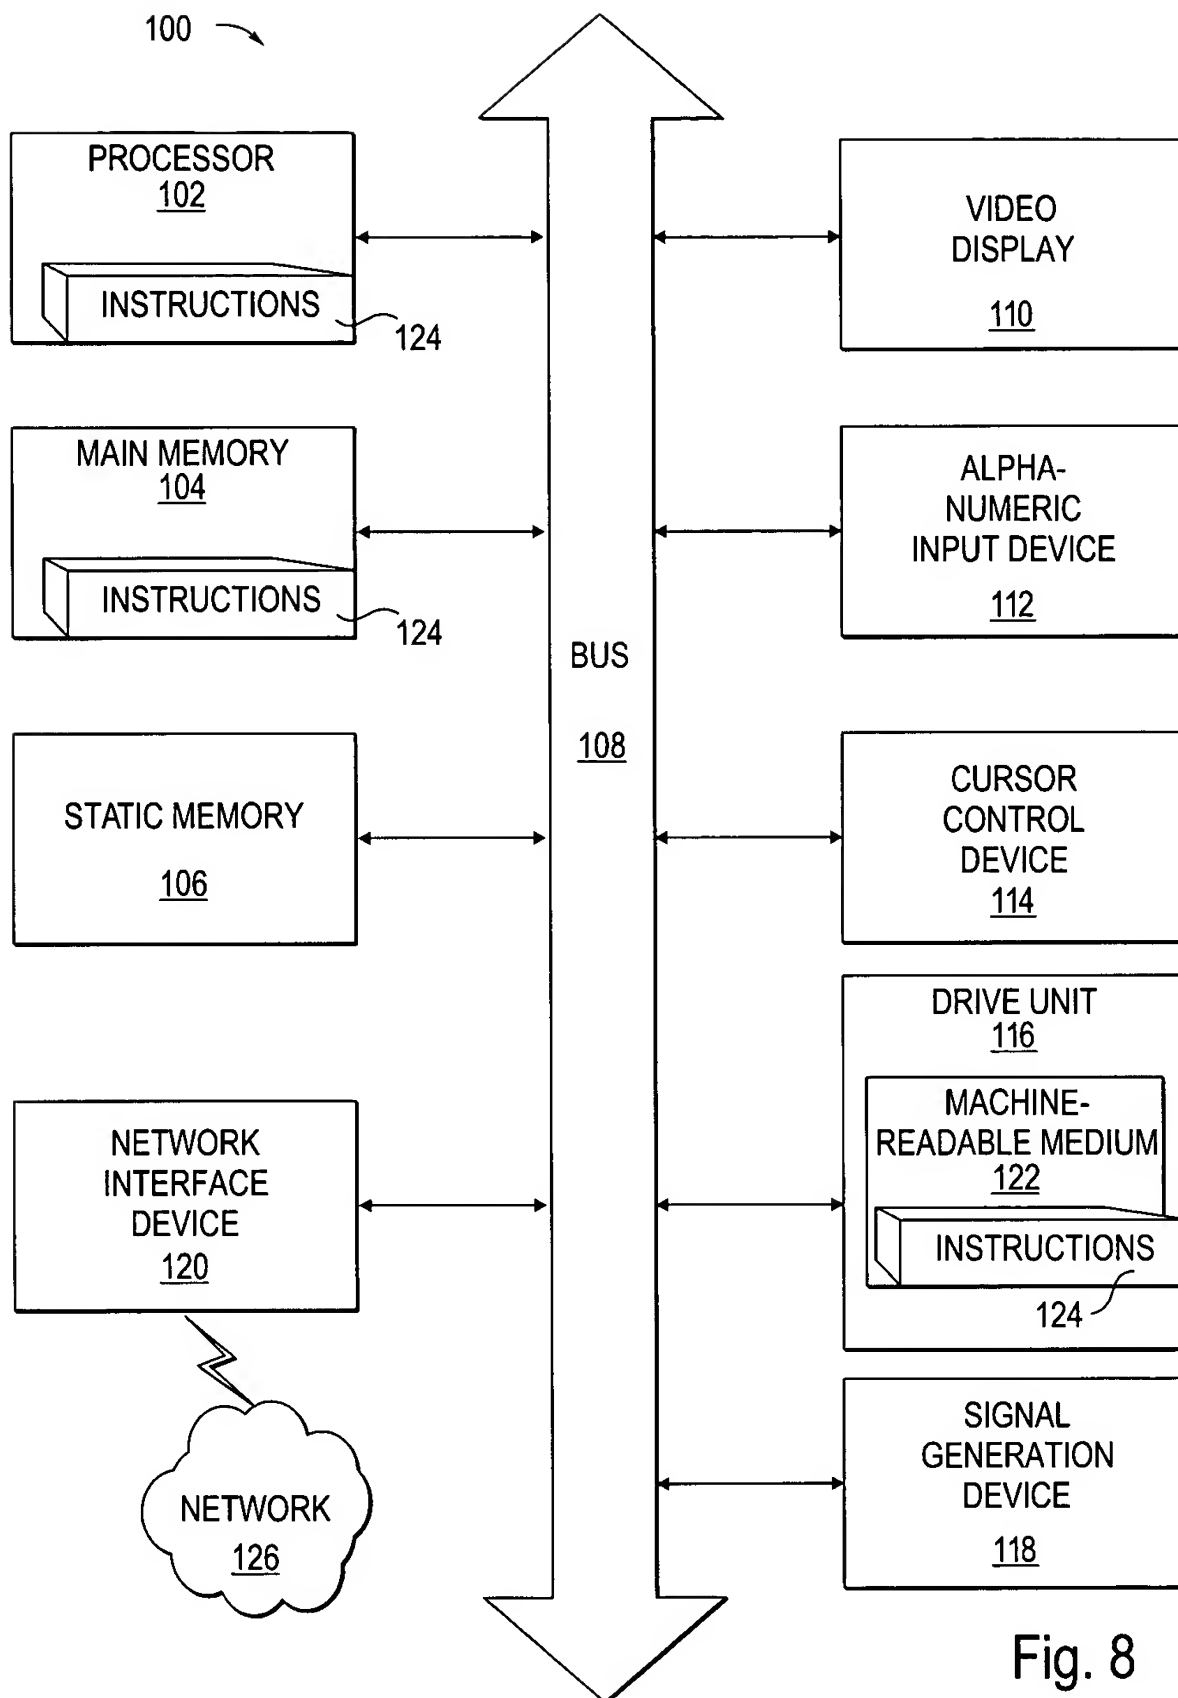 100
PROCESSOR
102
INSTRUCTIONS
124
MAIN MEMORY
104
INSTRUCTIONS
124
STATIC MEMORY
106
NETWORK
INTERFACE
DEVICE
120
NETWORK
126
BUS
108
VIDEO
DISPLAY
110
ALPHA-
NUMERIC
INPUT DEVICE
112
CURSOR
CONTROL
DEVICE
114
DRIVE UNIT
116
MACHINE-
READABLE MEDIUM
122
INSTRUCTIONS
124
SIGNAL
GENERATION
DEVICE
118
Fig. 8